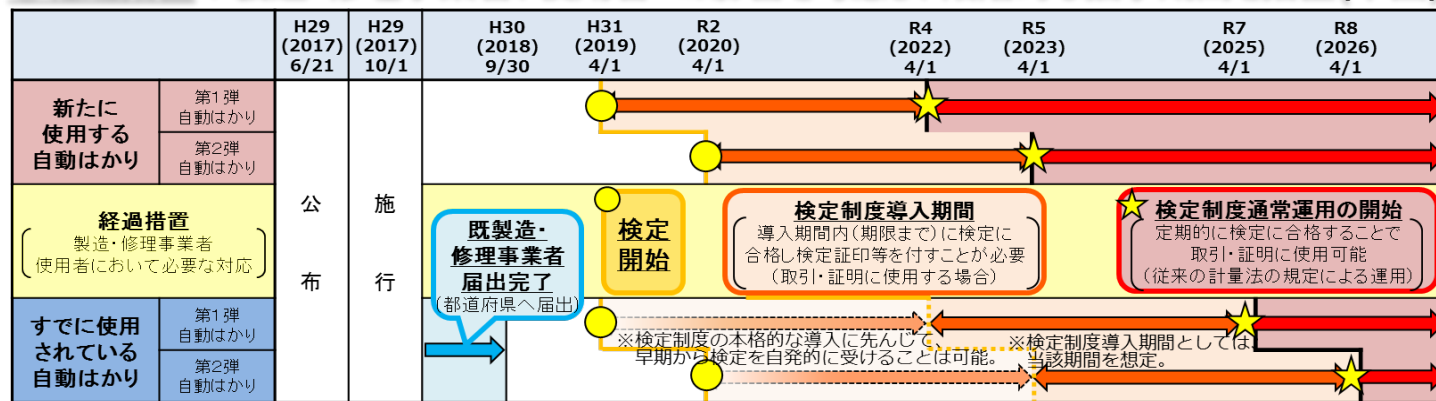 H29
(2017)
6/21
H29
(2017)
10/1
H30
(2018)
9/30
H31
(2019)
4/1
R2
(2020)
4/1
R4
(2022)
4/1
R5
(2023)
4/1
R7
(2025)
4/1
R8
(2026)
4/1
新たに
使用する
自動はかり
第1弾
自動はかり
第2弾
自動はかり
公
布
施
行
経過措置
製造・修理事業者
使用者において必要な対応
既製造・
修理事業者
届出完了
(都道府県へ届出)
検定
開始
検定制度導入期間
導入期間内(期限まで)に検定に
合格し検定証印等を付すことが必要
(取引・証明に使用する場合)
検定制度通常運用の開始
定期的に検定に合格することで
取引・証明に使用可能
(従来の計量法の規定による運用)
すでに使用
されている
自動はかり
第1弾
自動はかり
第2弾
自動はかり
※検定制度の本格的な導入に先んじて、
早期から検定を自発的に受けることは可能。
※検定制度導入期間としては、
当該期間を想定。